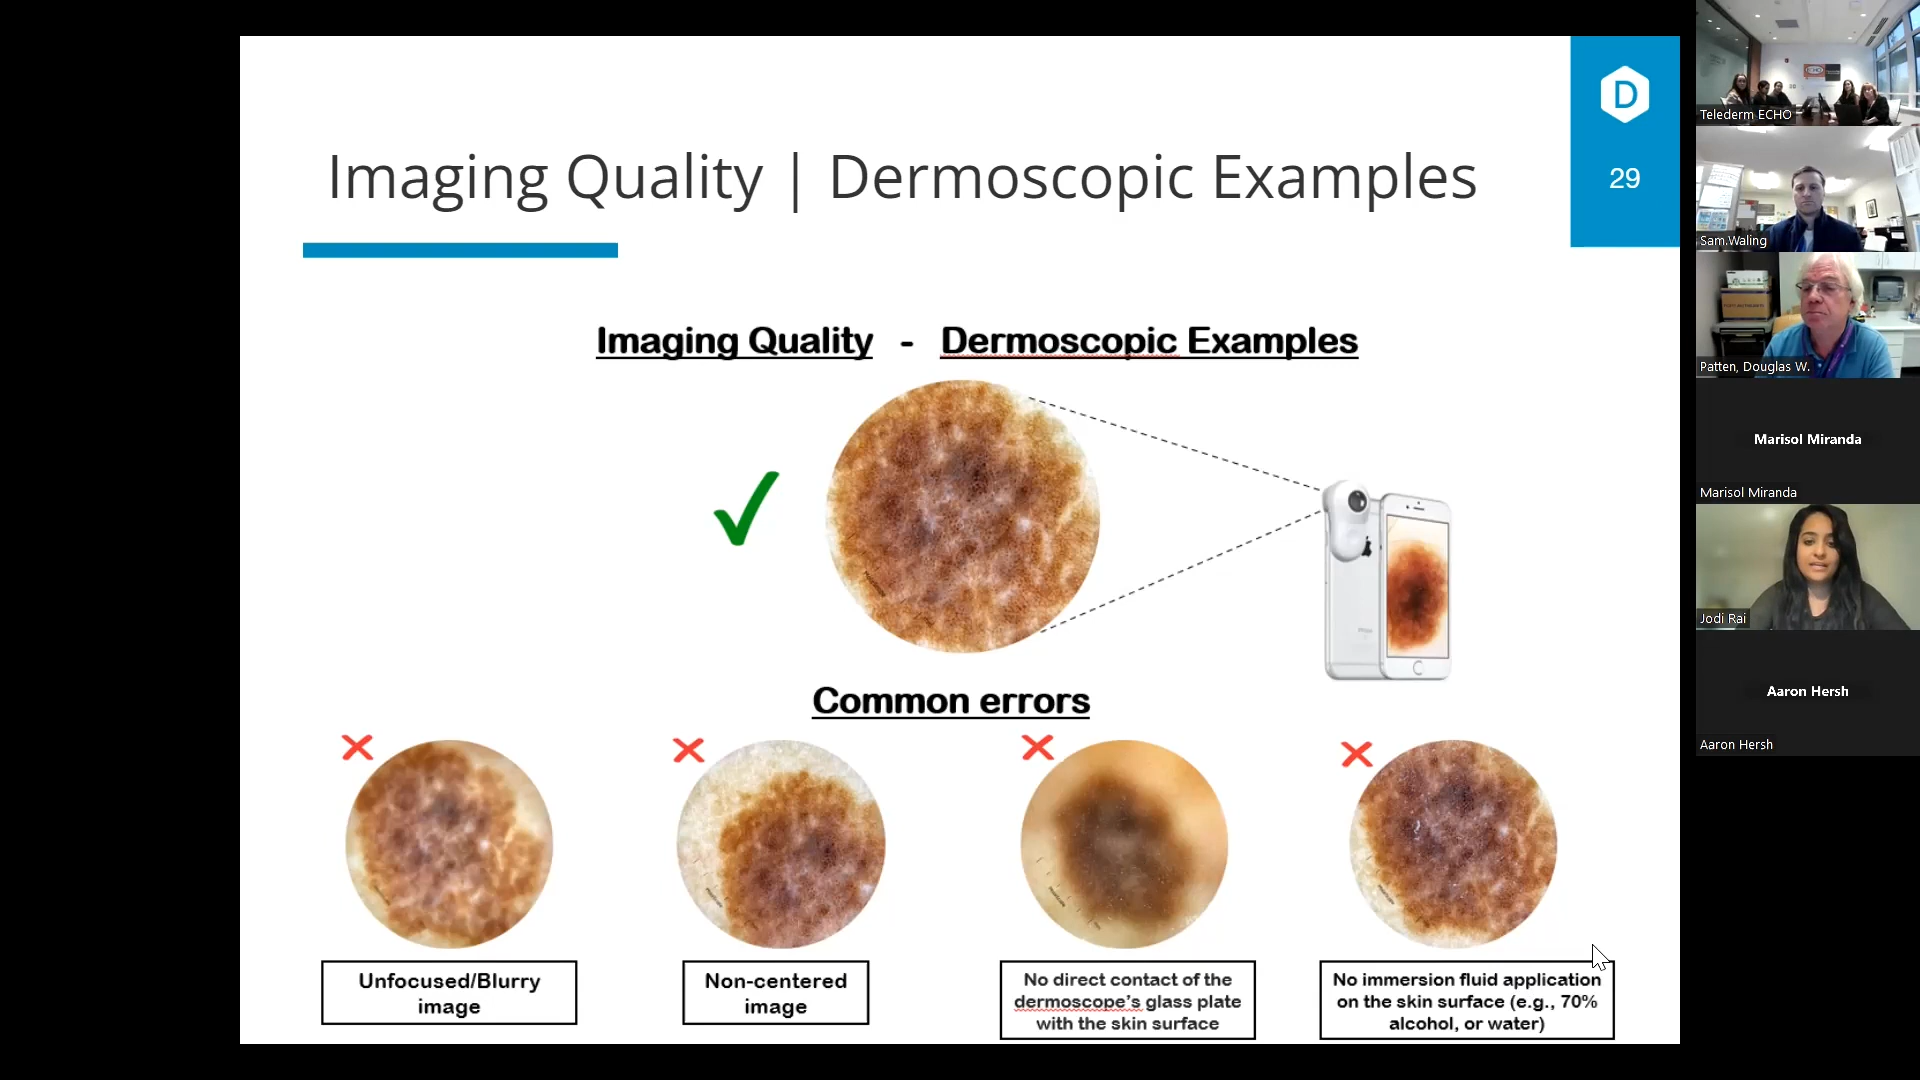 D
29
Imaging Quality | Dermoscopic Examples
Imaging Quality - Dermoscopic Examples
Common errors
Unfocused/Blurry
image
Non-centered
image
No direct contact of the
dermoscope's glass plate
with the skin surface
No immersion fluid application
on the skin surface (e.g., 70%
alcohol, or water)
Telederm ECHO
Sam.Waling
Patten, Douglas W.
Marisol Miranda
Marisol Miranda
Jodi Rai
Aaron Hersh
Aaron Hersh